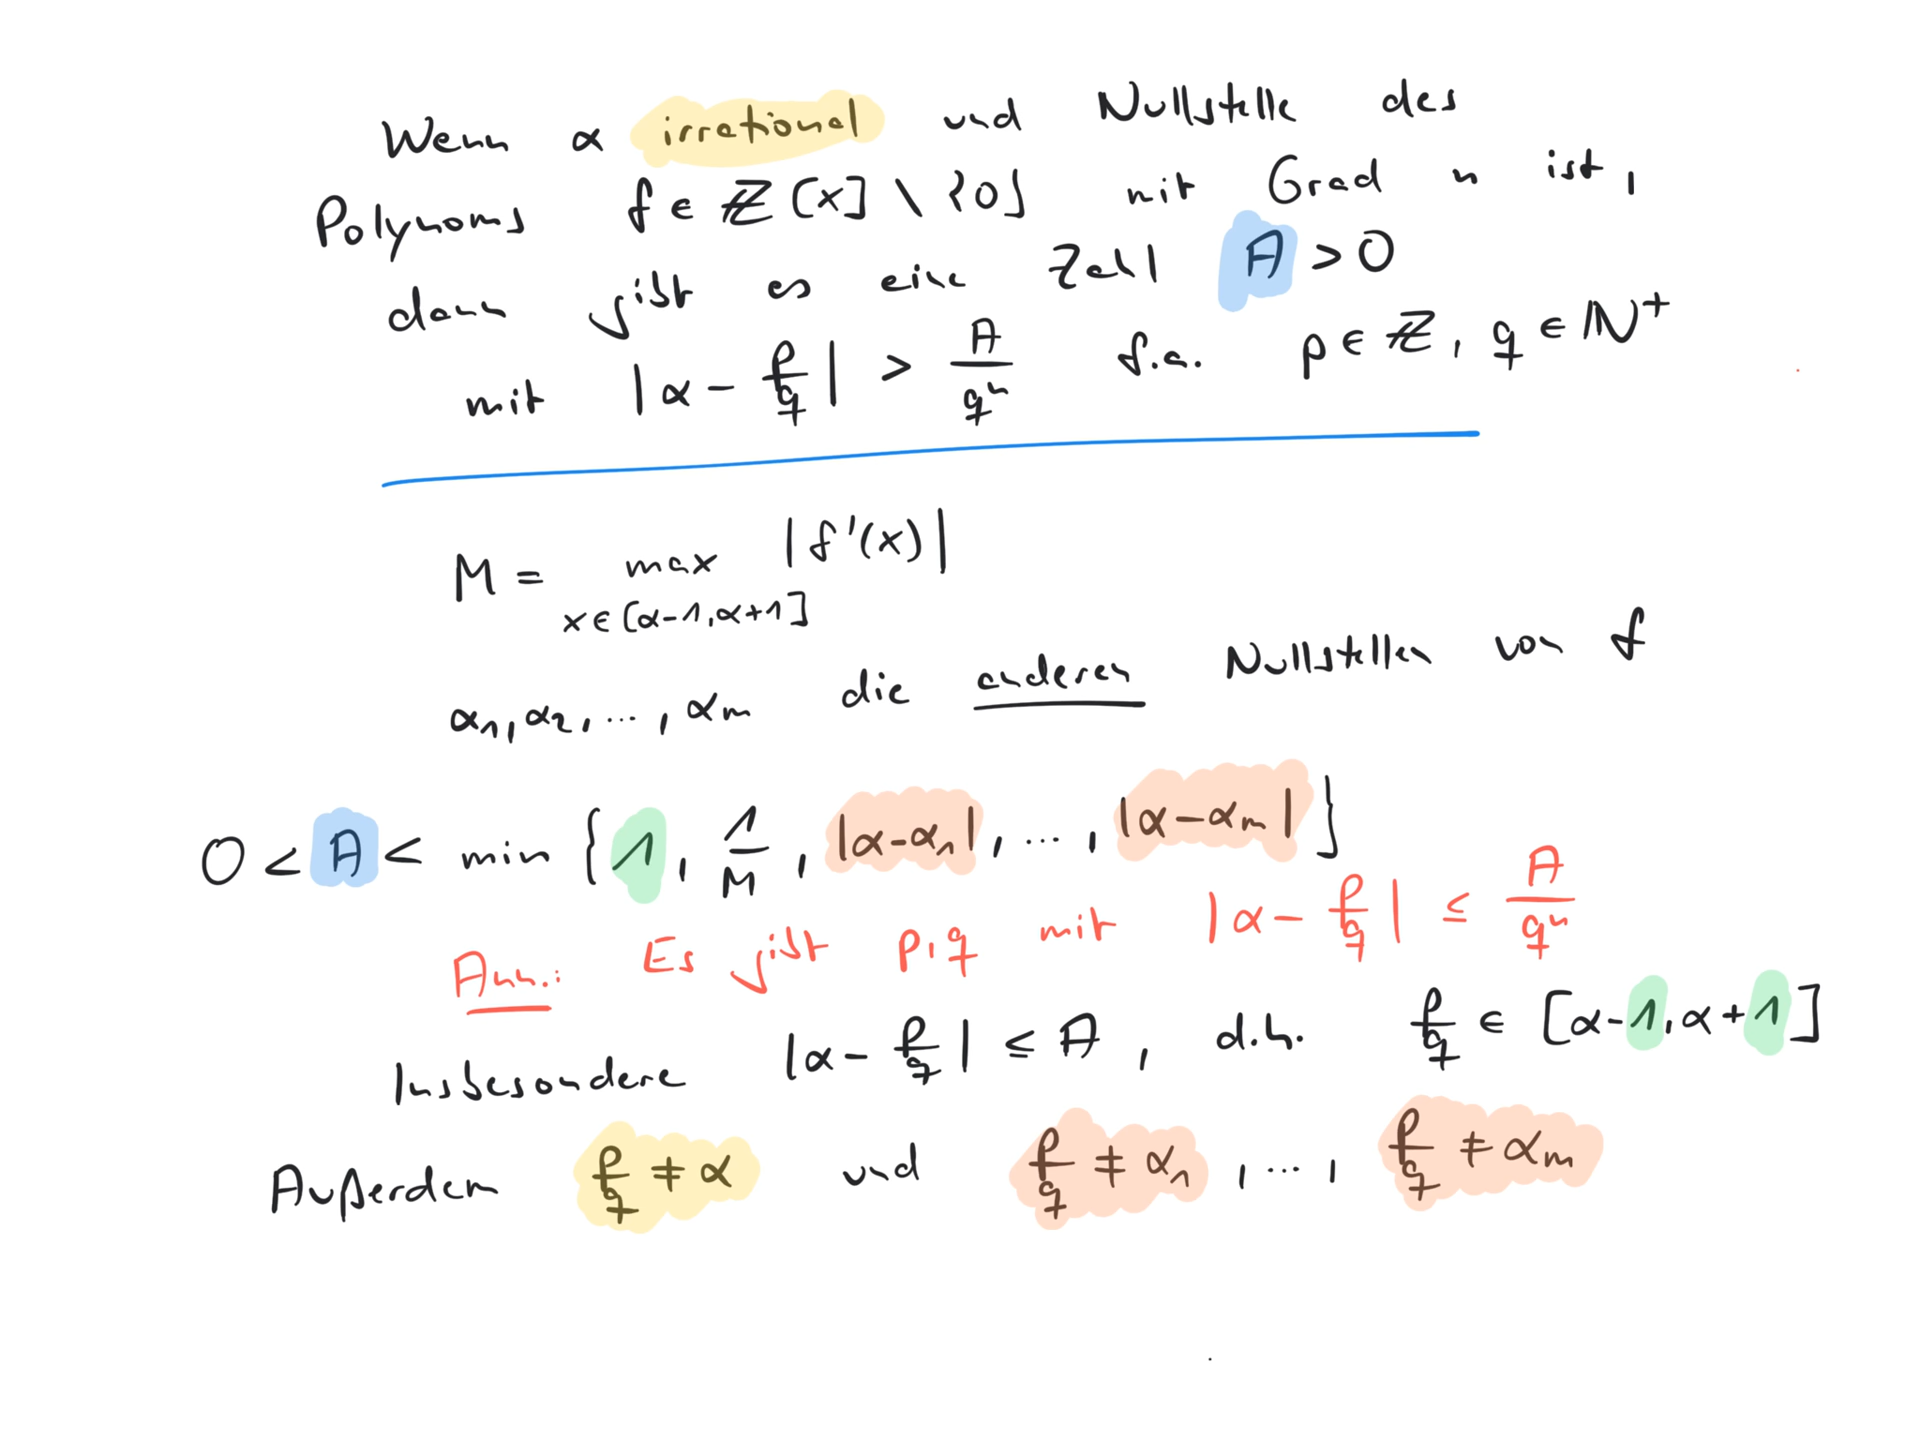 Wenn α irrational und Nullstelle des
Polynoms f ∈ ℤ[x] \ {0} mit Grad n ist,
dann gibt es eine Zahl A > 0
mit |α - p/q| > A/qⁿ f.a. p ∈ ℤ, q ∈ ℕ⁺
M = max |f'(x)|
x ∈ [α-1, α+1]
α₁, α₂, ..., αₘ die anderen Nullstellen von f
0 < A < min {1, 1/M, |α-α₁|, ..., |α-αₘ|}
Ann.: Es gibt p, q mit |α - p/q| ≤ A/qⁿ
Insbesondere |α - p/q| ≤ A, d.h. p/q ∈ [α-1, α+1]
Außerdem p/q ≠ α und p/q ≠ α₁, ..., p/q ≠ αₘ